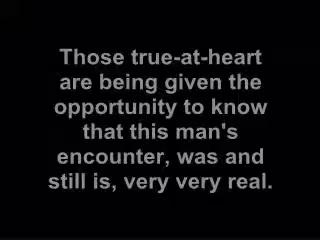 Those true-at-heart
are being given the
opportunity to know
that this man's
encounter, was and
still is, very very real.